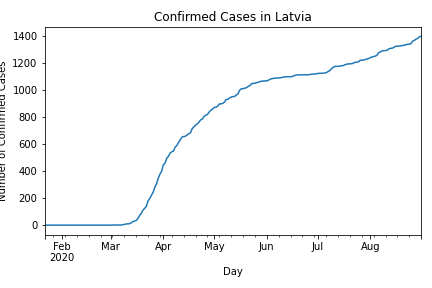 Confirmed Cases in Latvia
Number of Confirmed Cases
1400
1200
1000
800
600
400
200
0
Feb Mar Apr May Jun Jul Aug
2020
Day